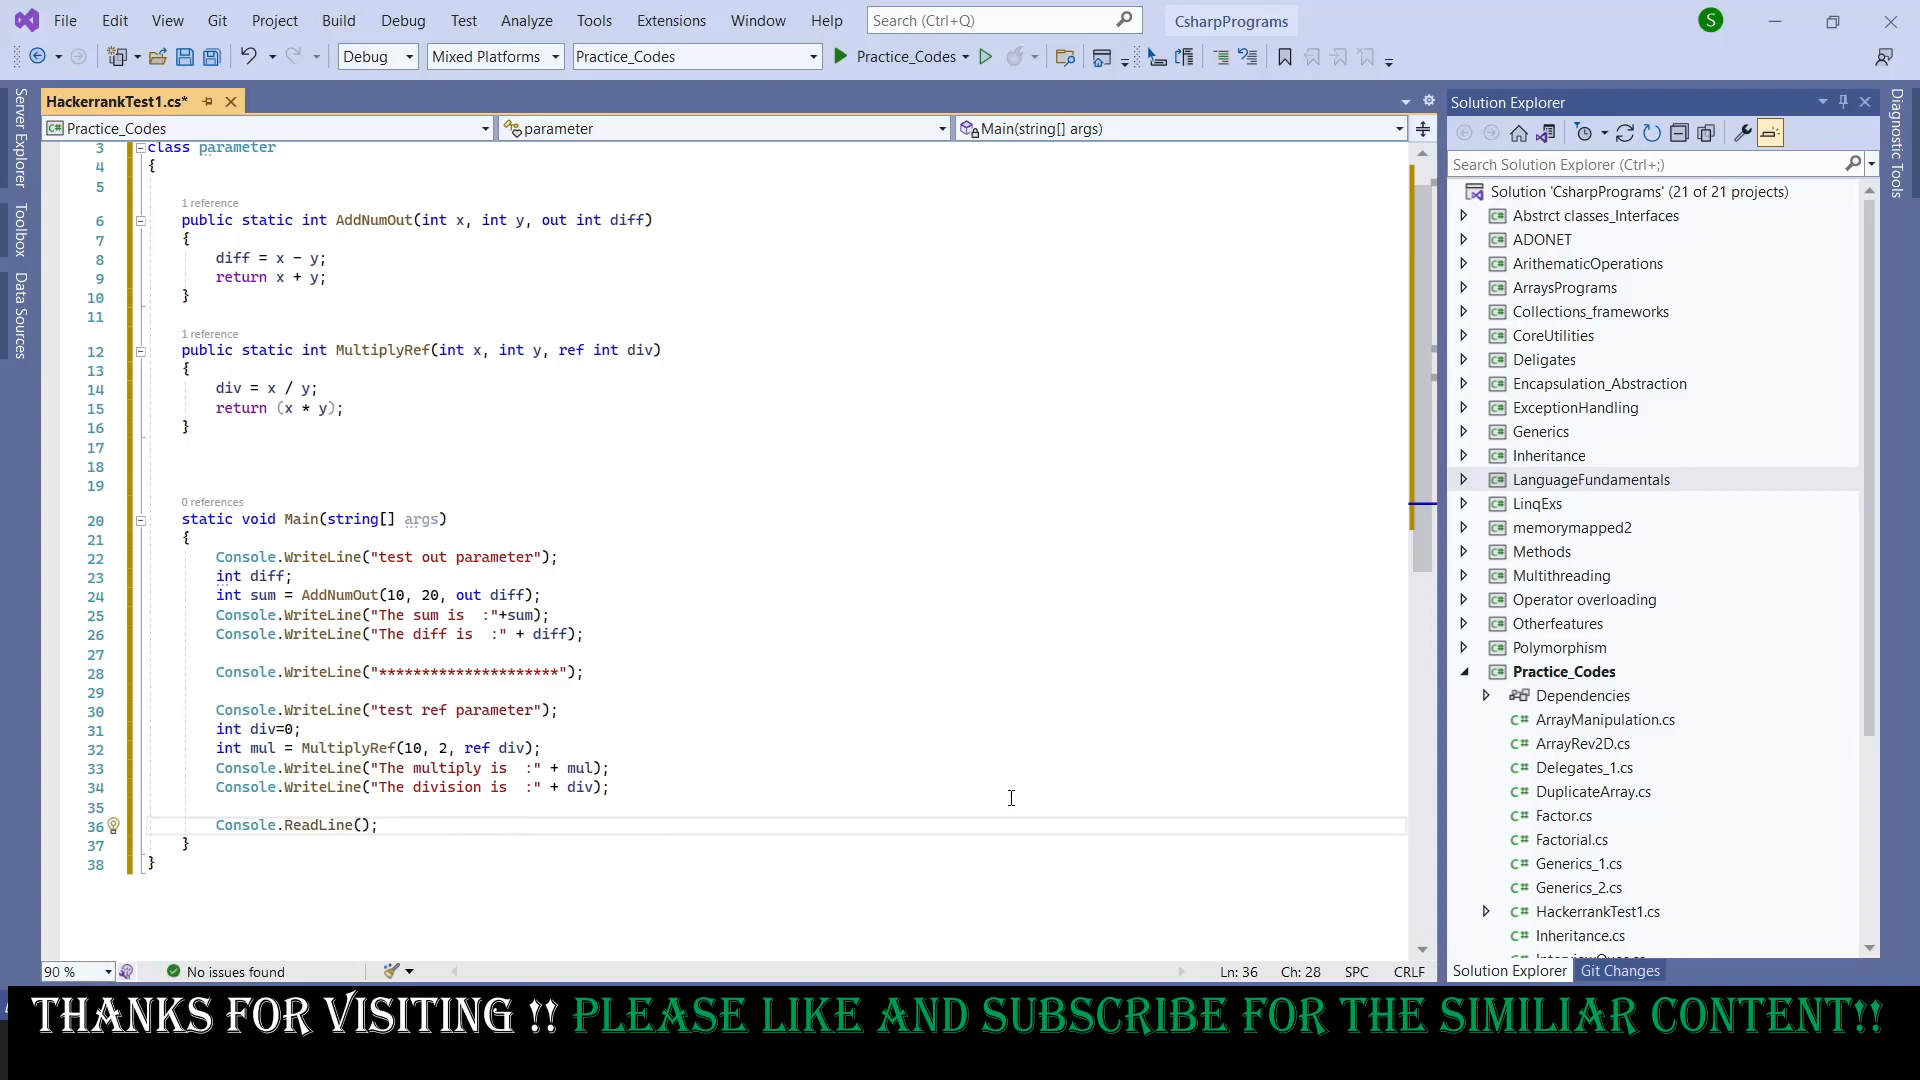 File Edit View Git Project Build Debug Test Analyze Tools Extensions Window Help Search (Ctrl+Q) CsharpPrograms S
Debug Mixed Platforms Practice_Codes Practice_Codes
Server Explorer
Toolbox
Data Sources
HackerrankTest1.cs*
Practice_Codes parameter Main(string[] args)
3 class parameter
4 {
5
1 reference
6 public static int AddNumOut(int x, int y, out int diff)
7 {
8 diff = x - y;
9 return x + y;
10 }
11
1 reference
12 public static int MultiplyRef(int x, int y, ref int div)
13 {
14 div = x / y;
15 return (x * y);
16 }
17
18
19
0 references
20 static void Main(string[] args)
21 {
22 Console.WriteLine("test out parameter");
23 int diff;
24 int sum = AddNumOut(10, 20, out diff);
25 Console.WriteLine("The sum is  :"+sum);
26 Console.WriteLine("The diff is  :" + diff);
27
28 Console.WriteLine("*********************");
29
30 Console.WriteLine("test ref parameter");
31 int div=0;
32 int mul = MultiplyRef(10, 2, ref div);
33 Console.WriteLine("The multiply is  :" + mul);
34 Console.WriteLine("The division is  :" + div);
35
36 Console.ReadLine();
37 }
38 }
90 % No issues found Ln: 36 Ch: 28 SPC CRLF
Solution Explorer
Search Solution Explorer (Ctrl+;)
Solution 'CsharpPrograms' (21 of 21 projects)
C# Abstrct classes_Interfaces
C# ADONET
C# ArithematicOperations
C# ArraysPrograms
C# Collections_frameworks
C# CoreUtilities
C# Deligates
C# Encapsulation_Abstraction
C# ExceptionHandling
C# Generics
C# Inheritance
C# LanguageFundamentals
C# LinqExs
C# memorymapped2
C# Methods
C# Multithreading
C# Operator overloading
C# Otherfeatures
C# Polymorphism
C# Practice_Codes
Dependencies
C# ArrayManipulation.cs
C# ArrayRev2D.cs
C# Delegates_1.cs
C# DuplicateArray.cs
C# Factor.cs
C# Factorial.cs
C# Generics_1.cs
C# Generics_2.cs
C# HackerrankTest1.cs
C# Inheritance.cs
Solution Explorer Git Changes
Diagnostic Tools
THANKS FOR VISITING !! PLEASE LIKE AND SUBSCRIBE FOR THE SIMILIAR CONTENT!!